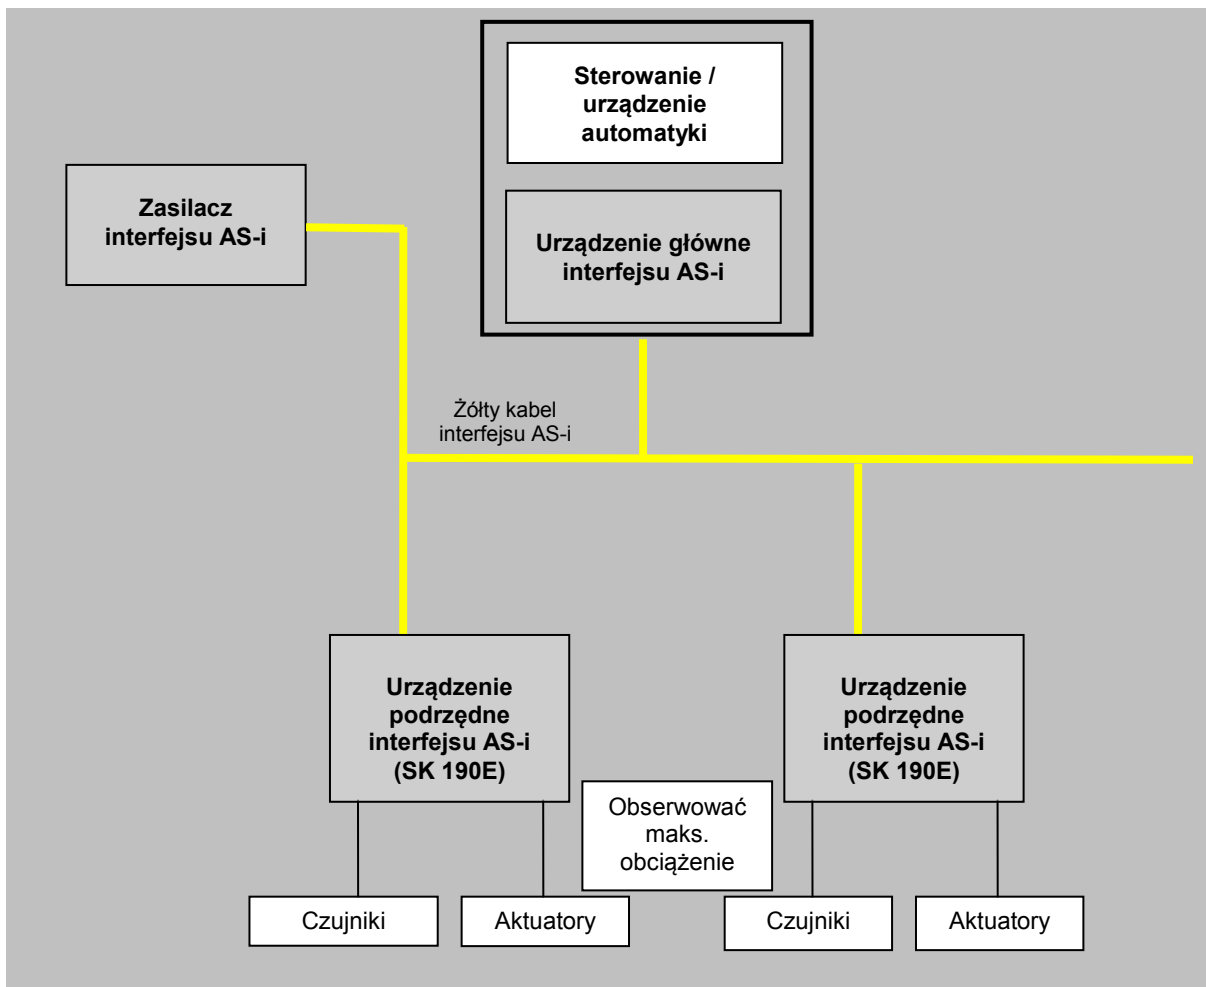 Sterowanie /
urządzenie
automatyki
Zasilacz
interfejsu AS-i
Urządzenie główne
interfejsu AS-i
Żółty kabel
interfejsu AS-i
Urządzenie
podrzędne
interfejsu AS-i
(SK 190E)
Urządzenie
podrzędne
interfejsu AS-i
(SK 190E)
Obserwować
maks.
obciążenie
Czujniki
Aktuatory
Czujniki
Aktuatory